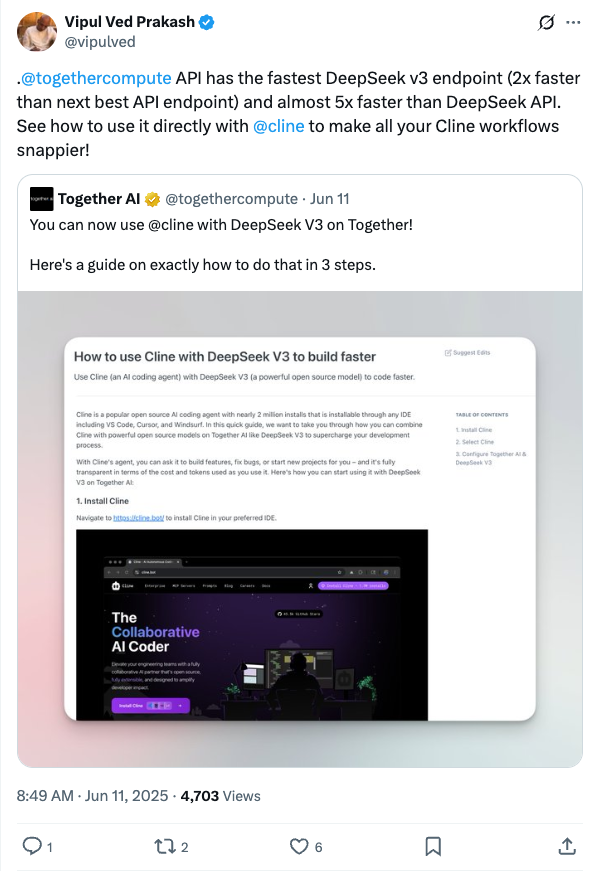 Vipul Ved Prakash
@vipulved
.@togethercompute API has the fastest DeepSeek v3 endpoint (2x faster
than next best API endpoint) and almost 5x faster than DeepSeek API.
See how to use it directly with @cline to make all your Cline workflows
snappier!
together.ai
Together AI @togethercompute · Jun 11
You can now use @cline with DeepSeek V3 on Together!
Here's a guide on exactly how to do that in 3 steps.
How to use Cline with DeepSeek V3 to build faster
Suggest Edits
Use Cline (an AI coding agent) with DeepSeek V3 (a powerful open source model) to code faster.
Cline is a popular open source AI coding agent with nearly 2 million installs that is installable through any IDE
including VS Code, Cursor, and Windsurf. In this quick guide, we want to take you through how you can combine
Cline with powerful open source models on Together AI like DeepSeek V3 to supercharge your development
process.
With Cline's agent, you can ask it to build features, fix bugs, or start new projects for you – and it's fully
transparent in terms of the cost and tokens used as you use it. Here's how you can start using it with DeepSeek
V3 on Together AI:
TABLE OF CONTENTS
1. Install Cline
2. Select Cline
3. Configure Together AI &
DeepSeek V3
1. Install Cline
Navigate to https://cline.bot/ to install Cline in your preferred IDE.
cline.bot
Cline
Enterprise
MCP Servers
Prompts
Blog
Careers
Docs
The
Collaborative
AI Coder
Elevate your engineering teams with a fully
collaborative AI partner that's open source,
fully extensible, and designed to amplify
developer impact.
Install Cline
8:49 AM · Jun 11, 2025 · 4,703 Views
1
2
6